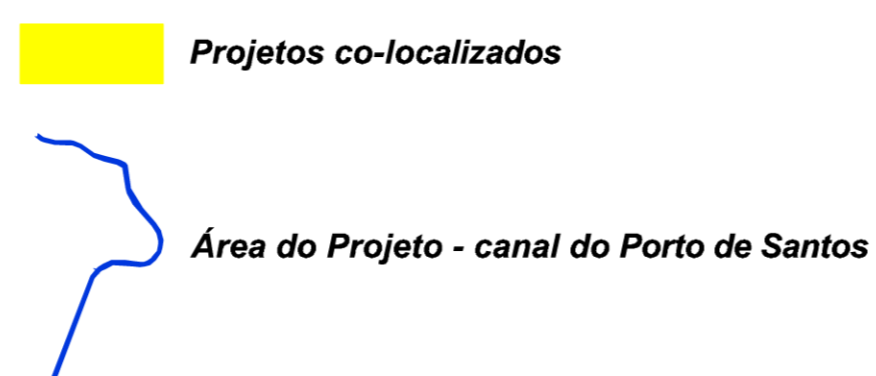 Projetos co-localizados
Área do Projeto - canal do Porto de Santos